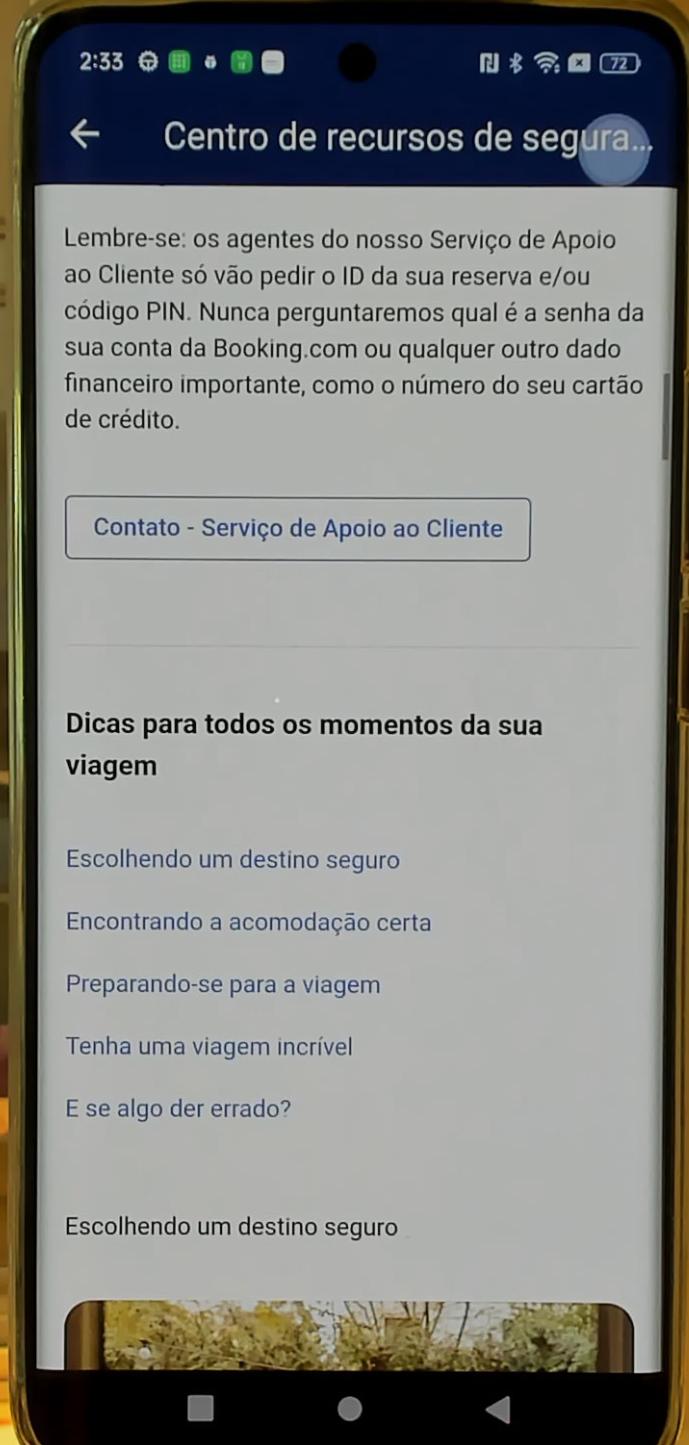 2:33
72
Centro de recursos de segura...
Lembre-se: os agentes do nosso Serviço de Apoio
ao Cliente só vão pedir o ID da sua reserva e/ou
código PIN. Nunca perguntaremos qual é a senha da
sua conta da Booking.com ou qualquer outro dado
financeiro importante, como o número do seu cartão
de crédito.
Contato - Serviço de Apoio ao Cliente
Dicas para todos os momentos da sua
viagem
Escolhendo um destino seguro
Encontrando a acomodação certa
Preparando-se para a viagem
Tenha uma viagem incrível
E se algo der errado?
Escolhendo um destino seguro